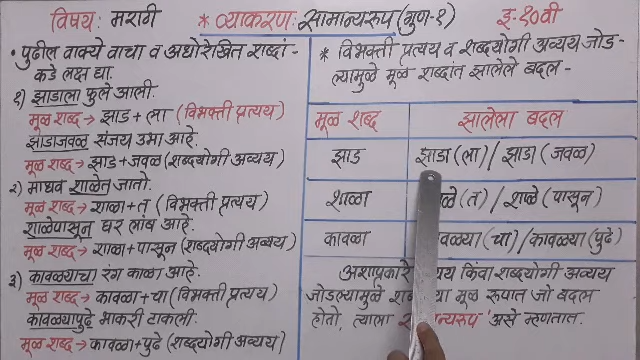 विषय: मराठी
* व्याकरण: सामान्यरूप (गुण-१)
इ-१०वी
• पुढील वाक्ये वाचा व अधोरेखित शब्दां-
कडे लक्ष द्या.
१) झाडाला फुले आली.
मूळ शब्द → झाड + ला (विभक्ती प्रत्यय)
झाडाजवळ संजय उभा आहे.
मूळ शब्द → झाड + जवळ (शब्दयोगी अव्यय)
२) माधव शाळेत जातो.
मूळ शब्द → शाळा + त (विभक्ती प्रत्यय)
शाळेपासून घर लांब आहे.
मूळ शब्द → शाळा + पासून (शब्दयोगी अव्यय)
३) कावळ्याचा रंग काळा आहे.
मूळ शब्द → कावळा + चा (विभक्ती प्रत्यय)
कावळ्यापुढे भाकरी टाकली.
मूळ शब्द → कावळा + पुढे (शब्दयोगी अव्यय)
* विभक्ती प्रत्यय व शब्दयोगी अव्यय जोड-
ल्यामुळे मूळ शब्दांत झालेले बदल -
मूळ शब्द झालेला बदल
झाड झाडा (ला) / झाडा (जवळ)
शाळा ळे (त) / शाळे (पासून)
कावळा वळ्या (चा) / कावळ्या (पुढे)
अशाप्रकारे यय किंवा शब्दयोगी अव्यय
जोडल्यामुळे शब् या मूळ रूपात जो बदल
होतो, त्याला न्यरूप' असे म्हणतात.